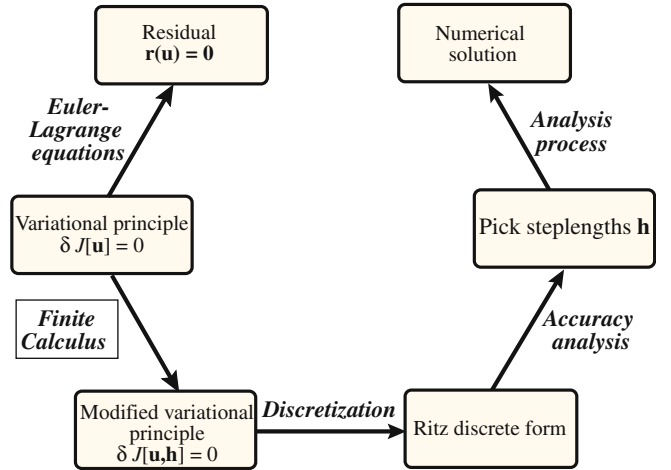 Residual
r(u) = 0
Numerical
solution
Euler-
Lagrange
equations
Analysis
process
Variational principle
δ J[u] = 0
Pick steplengths h
Finite
Calculus
Accuracy
analysis
Modified variational
principle
δ J[u,h] = 0
Discretization
Ritz discrete form